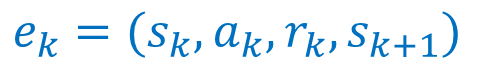 e_k = (s_k, a_k, r_k, s_{k+1})